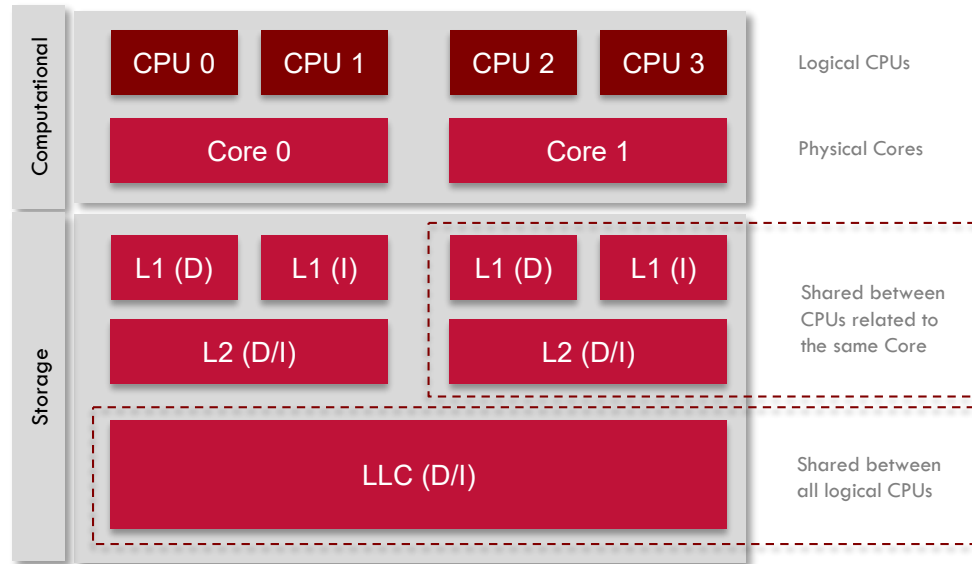 Computational
CPU 0
CPU 1
CPU 2
CPU 3
Logical CPUs
Core 0
Core 1
Physical Cores
Storage
L1 (D)
L1 (I)
L1 (D)
L1 (I)
L2 (D/I)
L2 (D/I)
Shared between
CPUs related to
the same Core
LLC (D/I)
Shared between
all logical CPUs